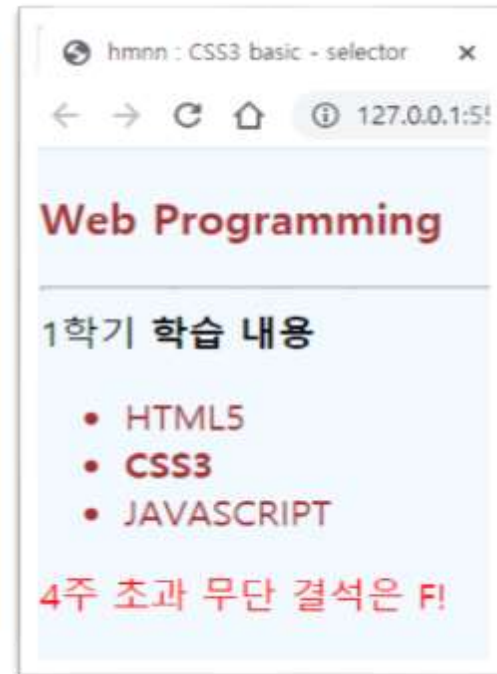 hmnn : CSS3 basic - selector
127.0.0.1:55
Web Programming
1학기 학습 내용
HTML5
CSS3
JAVASCRIPT
4주 초과 무단 결석은 F!